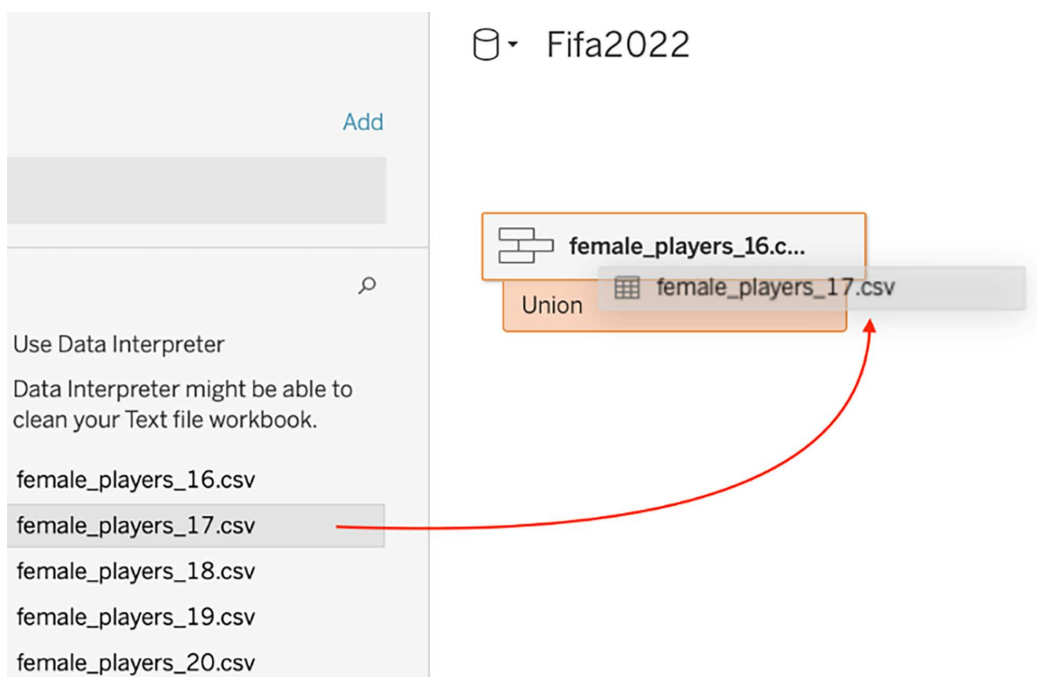 Fifa2022
Add
female_players_16.c...
female_players_17.csv
Union
Use Data Interpreter
Data Interpreter might be able to
clean your Text file workbook.
female_players_16.csv
female_players_17.csv
female_players_18.csv
female_players_19.csv
female_players_20.csv